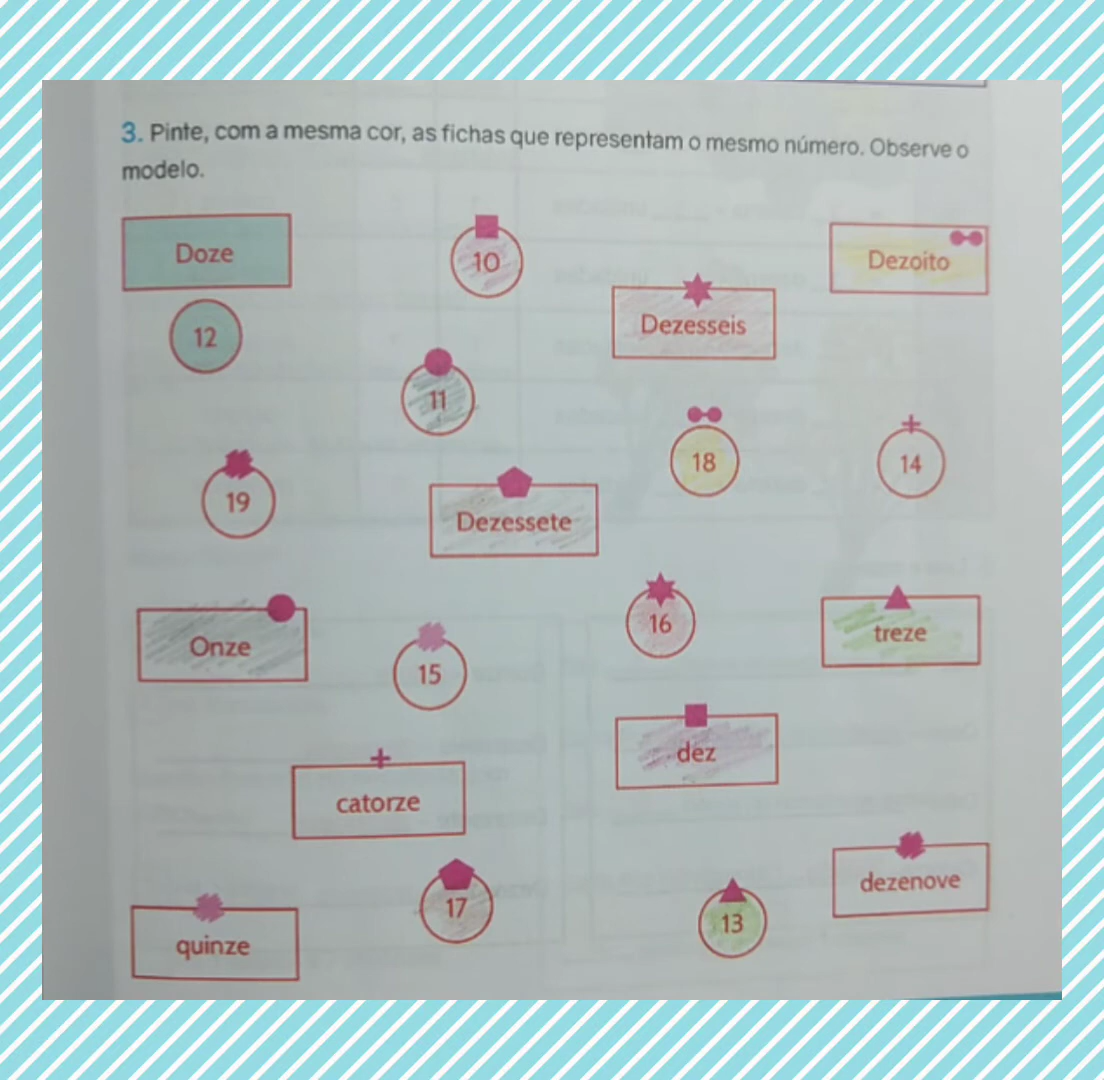 3. Pinte, com a mesma cor, as fichas que representam o mesmo número. Observe o
modelo.
Doze
10
Dezoito
Dezesseis
12
11
18
14
19
Dezessete
16
treze
Onze
15
dez
catorze
dezenove
17
13
quinze